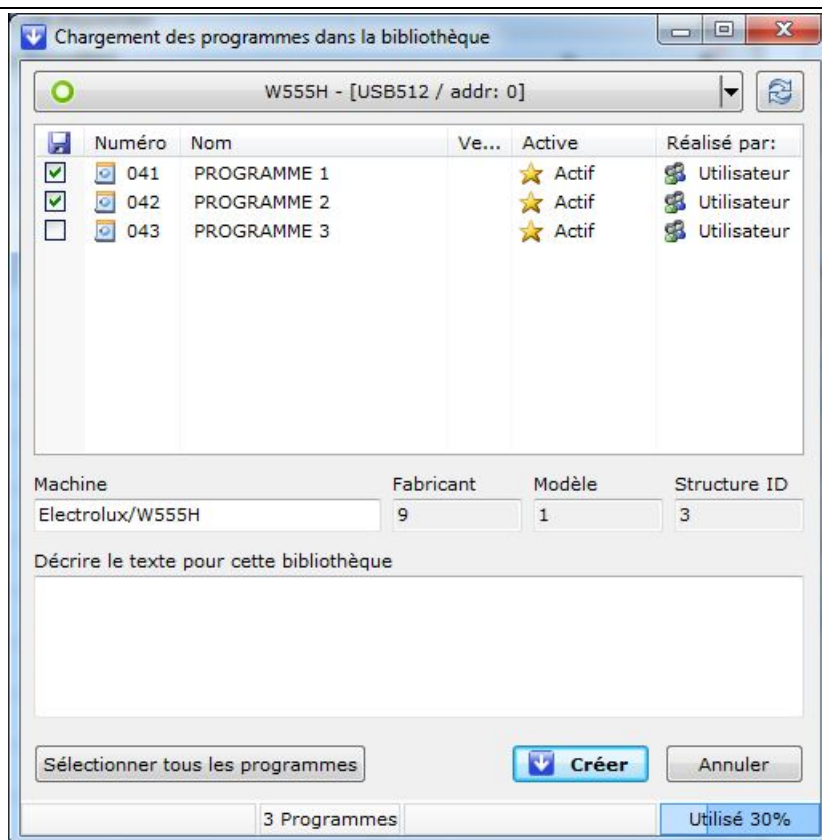 Chargement des programmes dans la bibliothèque
W555H - [USB512 / addr: 0]
Numéro Nom Ve... Active Réalisé par:
041 PROGRAMME 1 Actif Utilisateur
042 PROGRAMME 2 Actif Utilisateur
043 PROGRAMME 3 Actif Utilisateur
Machine Fabricant Modèle Structure ID
Electrolux/W555H 9 1 3
Décrire le texte pour cette bibliothèque
Sélectionner tous les programmes Créer Annuler
3 Programmes Utilisé 30%